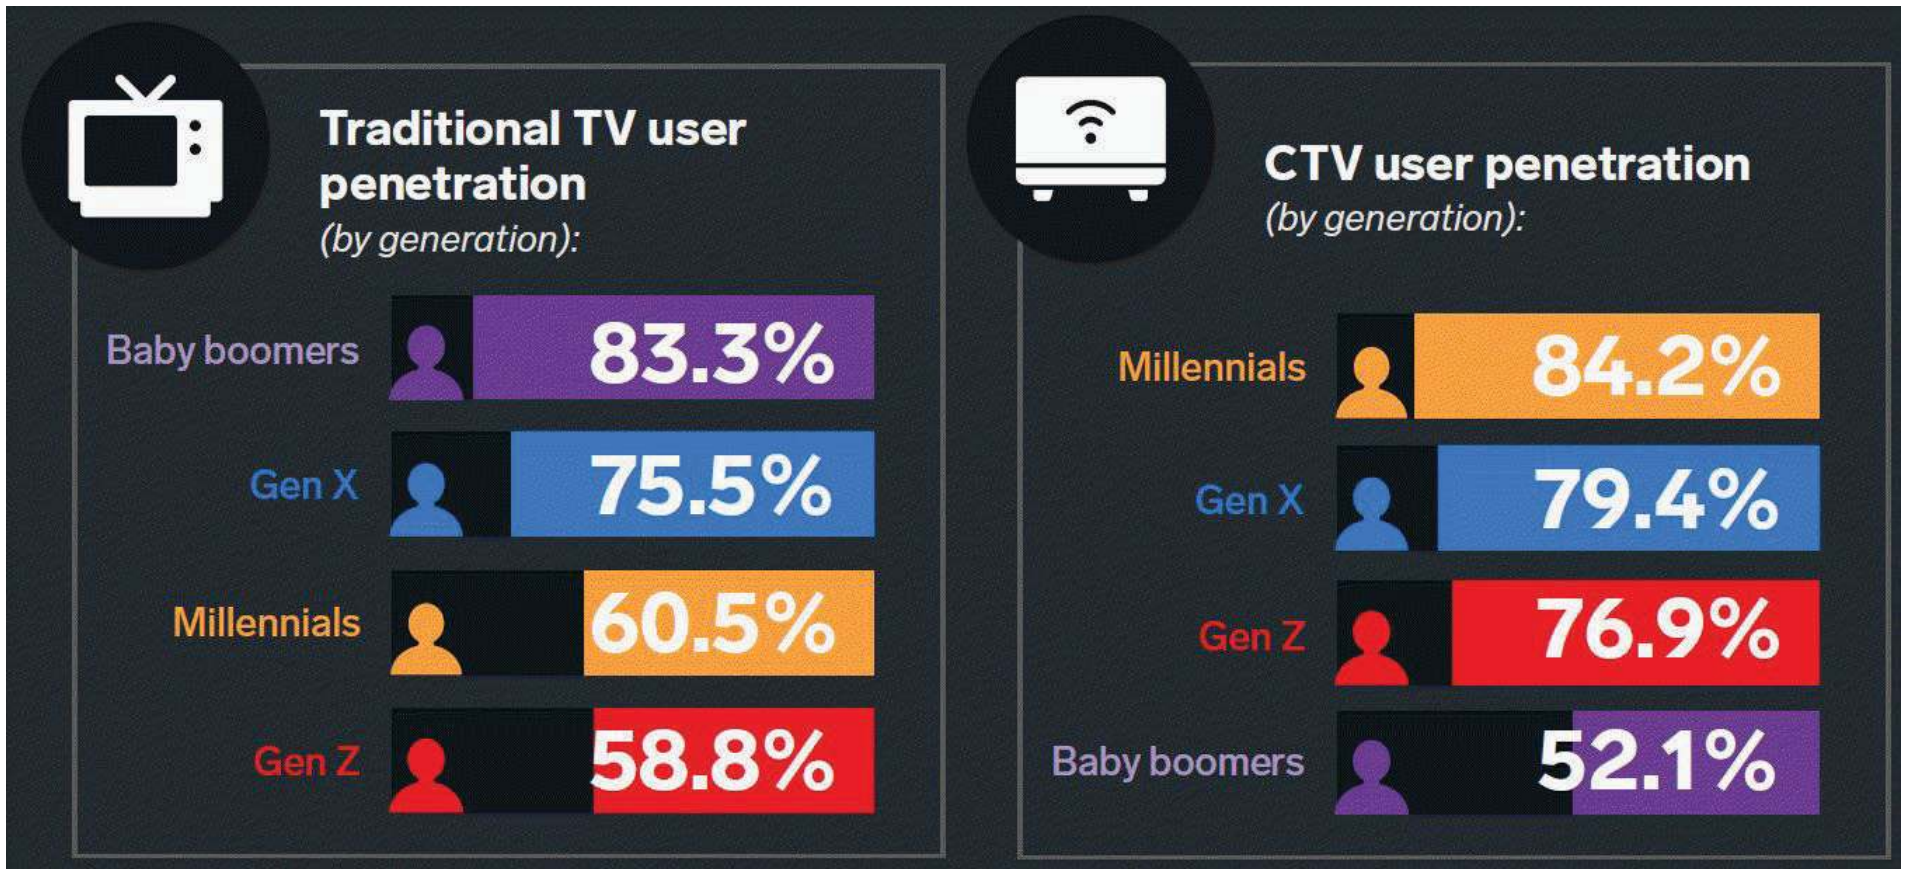 Traditional TV user
penetration
(by generation):
Baby boomers 83.3%
Gen X 75.5%
Millennials 60.5%
Gen Z 58.8%
CTV user penetration
(by generation):
Millennials 84.2%
Gen X 79.4%
Gen Z 76.9%
Baby boomers 52.1%